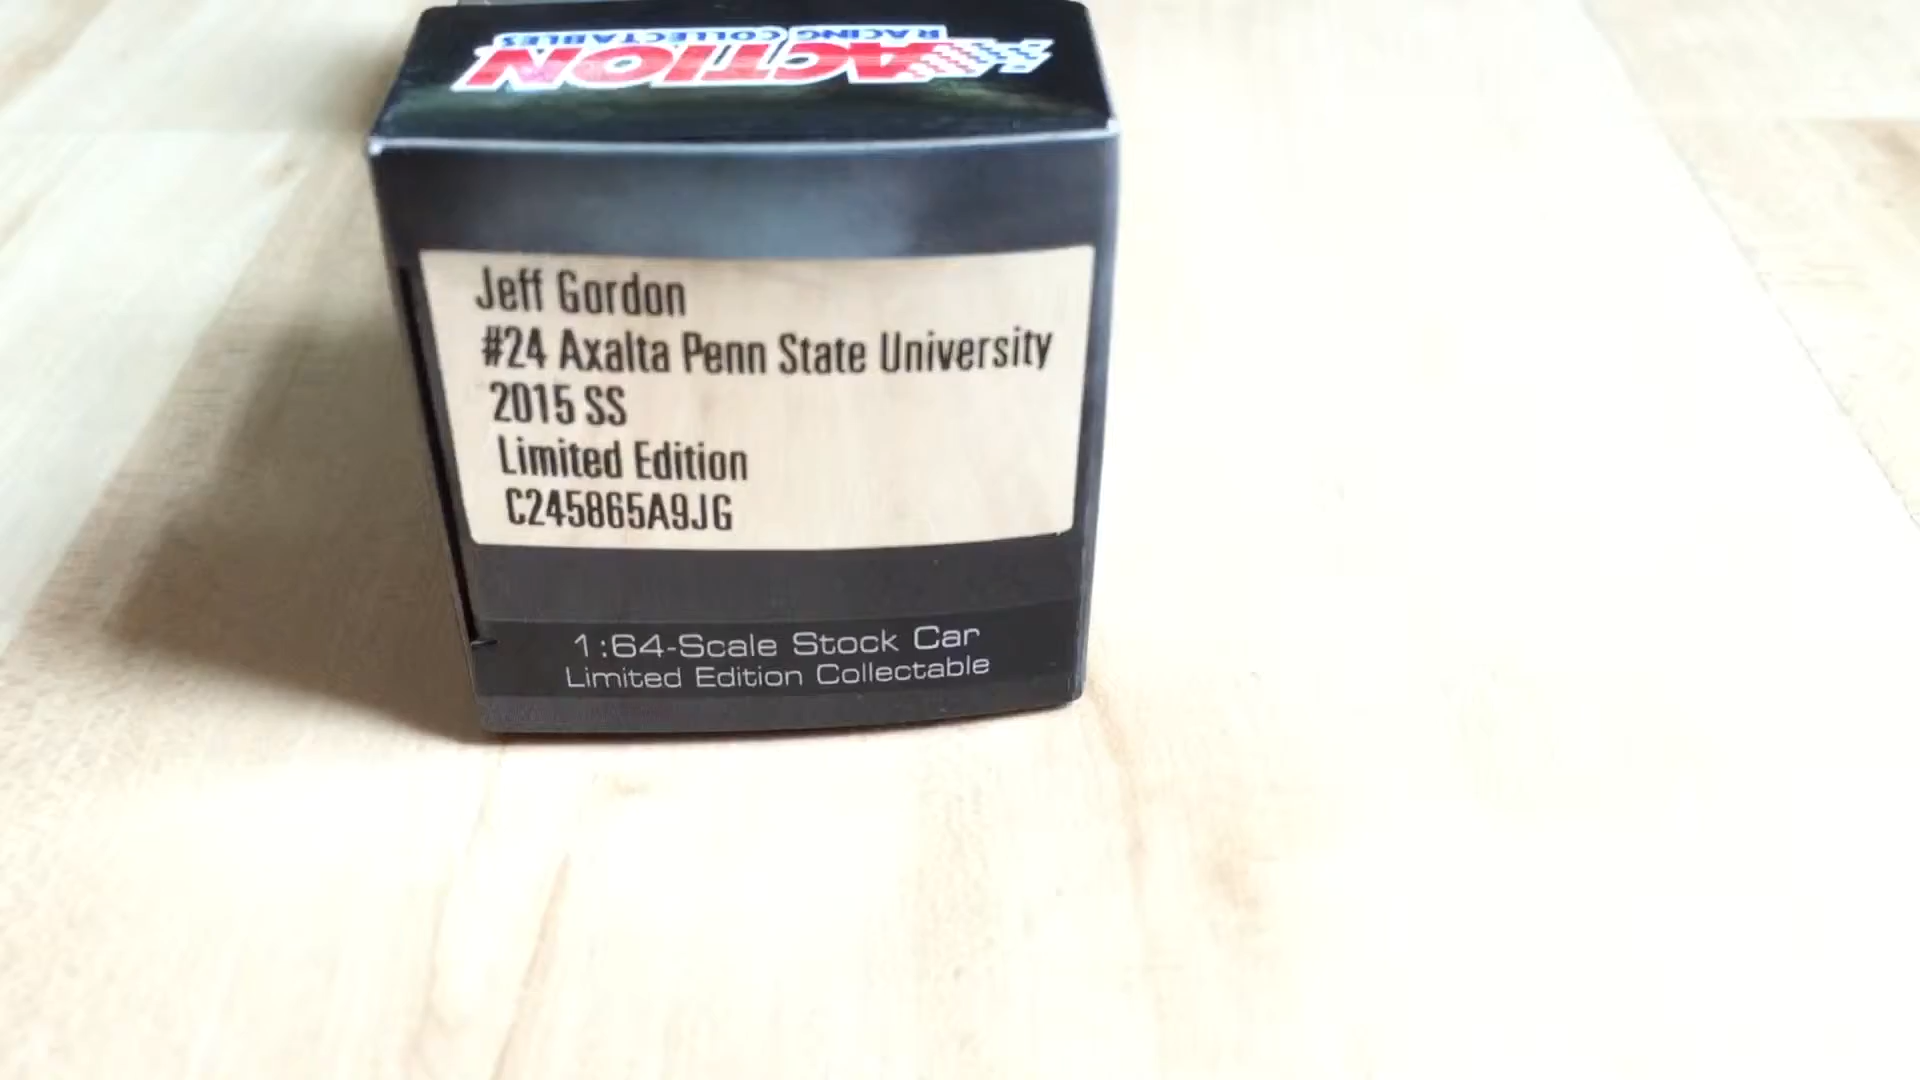 ACTION
RACING COLLECTABLES
Jeff Gordon
#24 Axalta Penn State University
2015 SS
Limited Edition
C245865A9JG
1:64-Scale Stock Car
Limited Edition Collectable